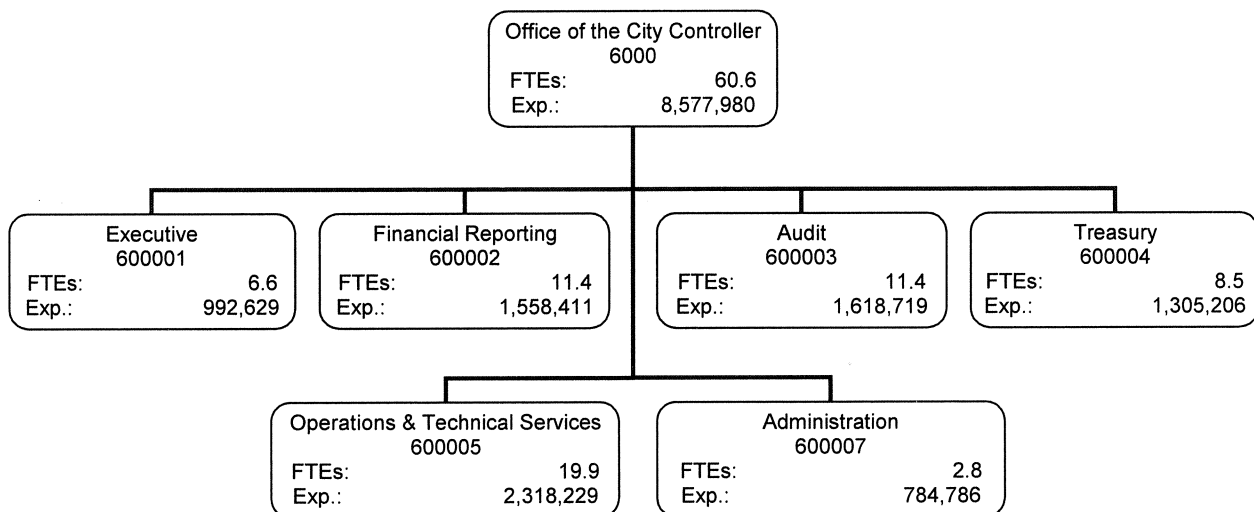 Office of the City Controller
6000
FTEs: 60.6
Exp.: 8,577,980
Executive
600001
FTEs: 6.6
Exp.: 992,629
Financial Reporting
600002
FTEs: 11.4
Exp.: 1,558,411
Audit
600003
FTEs: 11.4
Exp.: 1,618,719
Treasury
600004
FTEs: 8.5
Exp.: 1,305,206
Operations & Technical Services
600005
FTEs: 19.9
Exp.: 2,318,229
Administration
600007
FTEs: 2.8
Exp.: 784,786